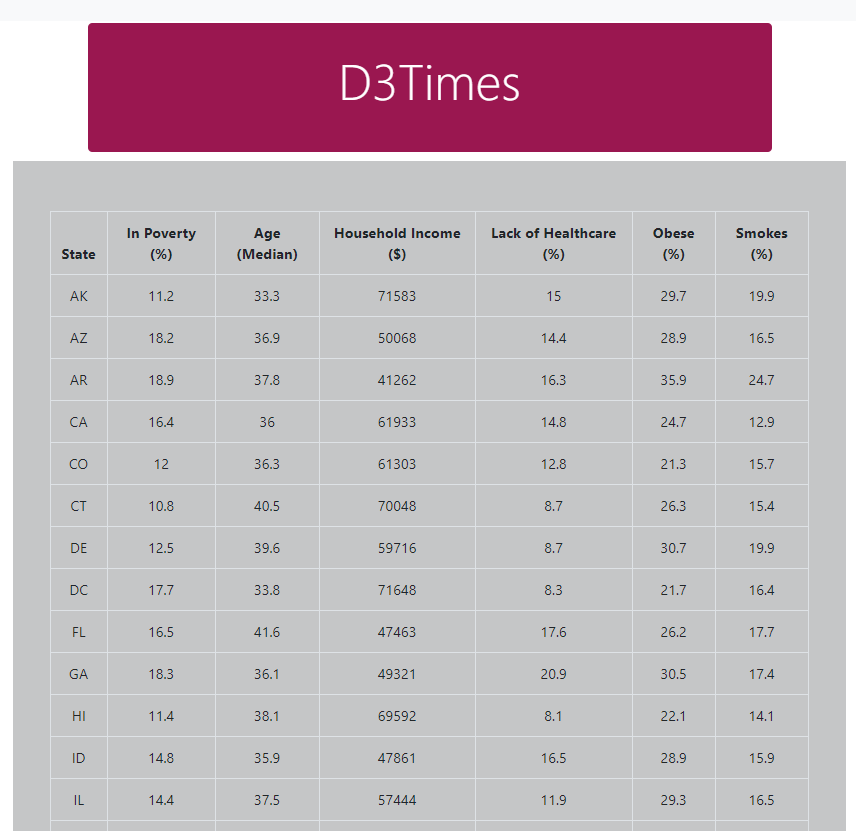 D3Times
State In Poverty (%) Age (Median) Household Income ($) Lack of Healthcare (%) Obese (%) Smokes (%)
AK 11.2 33.3 71583 15 29.7 19.9
AZ 18.2 36.9 50068 14.4 28.9 16.5
AR 18.9 37.8 41262 16.3 35.9 24.7
CA 16.4 36 61933 14.8 24.7 12.9
CO 12 36.3 61303 12.8 21.3 15.7
CT 10.8 40.5 70048 8.7 26.3 15.4
DE 12.5 39.6 59716 8.7 30.7 19.9
DC 17.7 33.8 71648 8.3 21.7 16.4
FL 16.5 41.6 47463 17.6 26.2 17.7
GA 18.3 36.1 49321 20.9 30.5 17.4
HI 11.4 38.1 69592 8.1 22.1 14.1
ID 14.8 35.9 47861 16.5 28.9 15.9
IL 14.4 37.5 57444 11.9 29.3 16.5